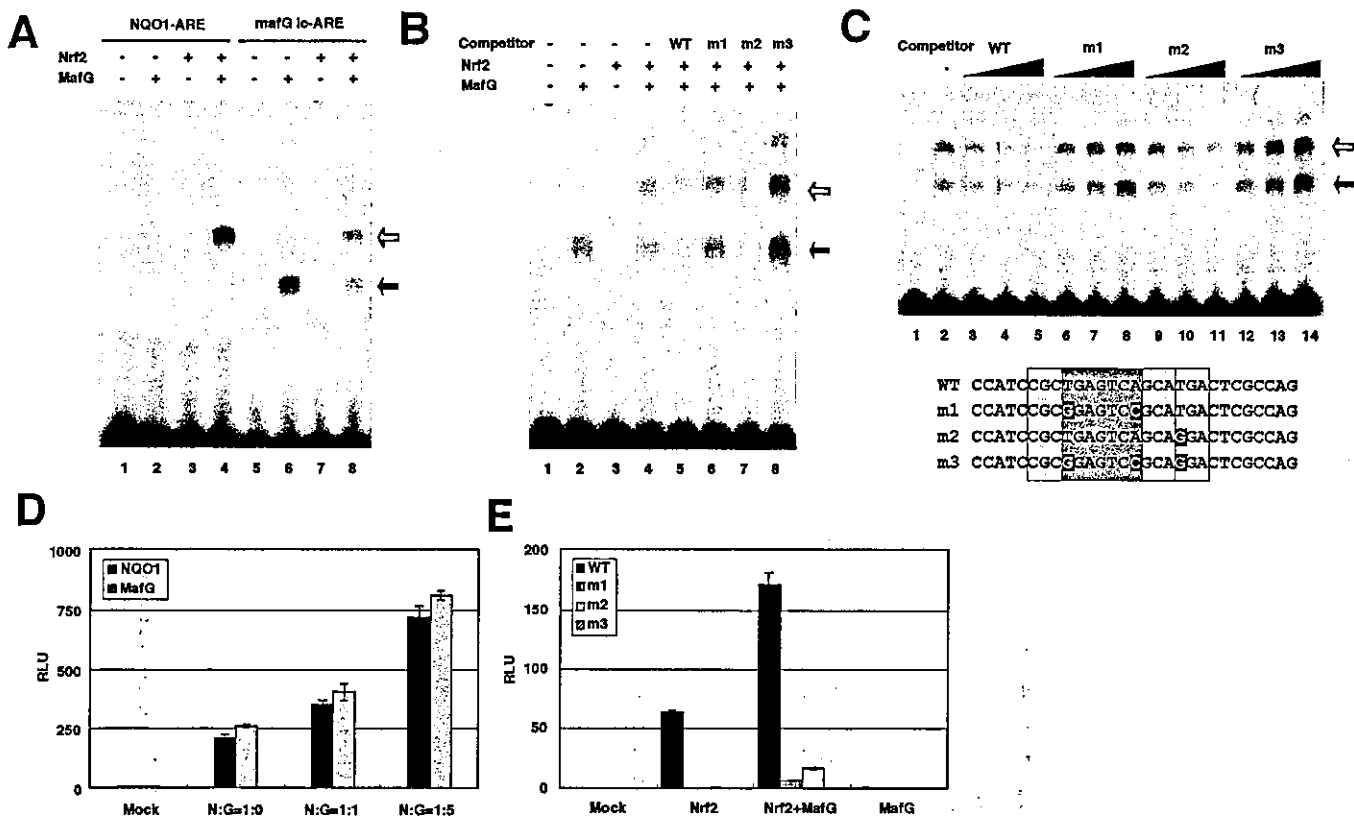 A
NQO1-ARE mafG lc-ARE
Nrf2 - - + + - - + +
MafG - + - + - + - +
1 2 3 4 5 6 7 8
B
Competitor - - - - WT m1 m2 m3
Nrf2 - - + + + + + +
MafG - + - + + + + +
1 2 3 4 5 6 7 8
C
Competitor - WT m1 m2 m3
1 2 3 4 5 6 7 8 9 10 11 12 13 14
WT CCATCCGCTGAGTCAGCATGACTCGCCAG
m1 CCATCCGCGGAGTCCGCATGACTCGCCAG
m2 CCATCCGCTGAGTCAGCAGGACTCGCCAG
m3 CCATCCGCGGAGTCCGCAGGACTCGCCAG
D
RLU
1000
750
500
250
0
NQO1
MafG
Mock N:G=1:0 N:G=1:1 N:G=1:5
E
RLU
200
150
100
50
0
WT
m1
m2
m3
Mock Nrf2 Nrf2+MafG MafG